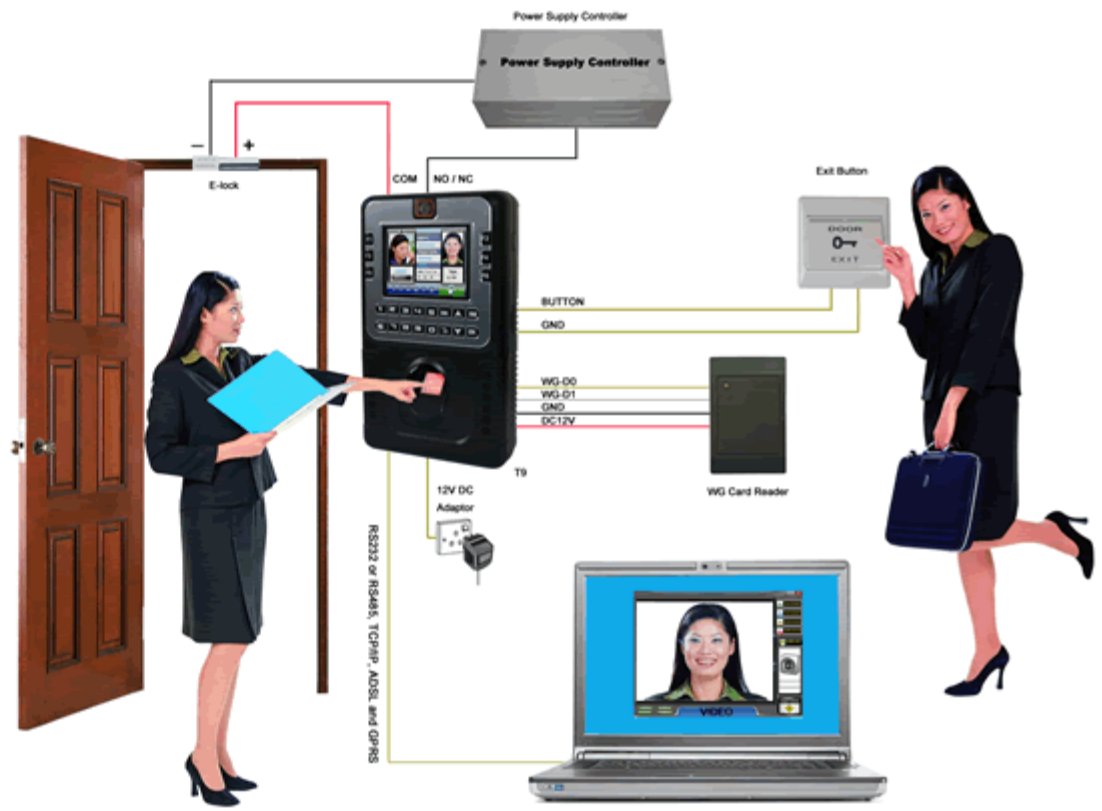 Power Supply Controller
Power Supply Controller
− +
E-lock
COM NO / NC
Exit Button
DOOR
EXIT
BUTTON
GND
WG-D0
WG-D1
GND
DC12V
T9
WG Card Reader
12V DC
Adaptor
RS232 or RS485, TCP/IP, ADSL and GPRS
VIDEO